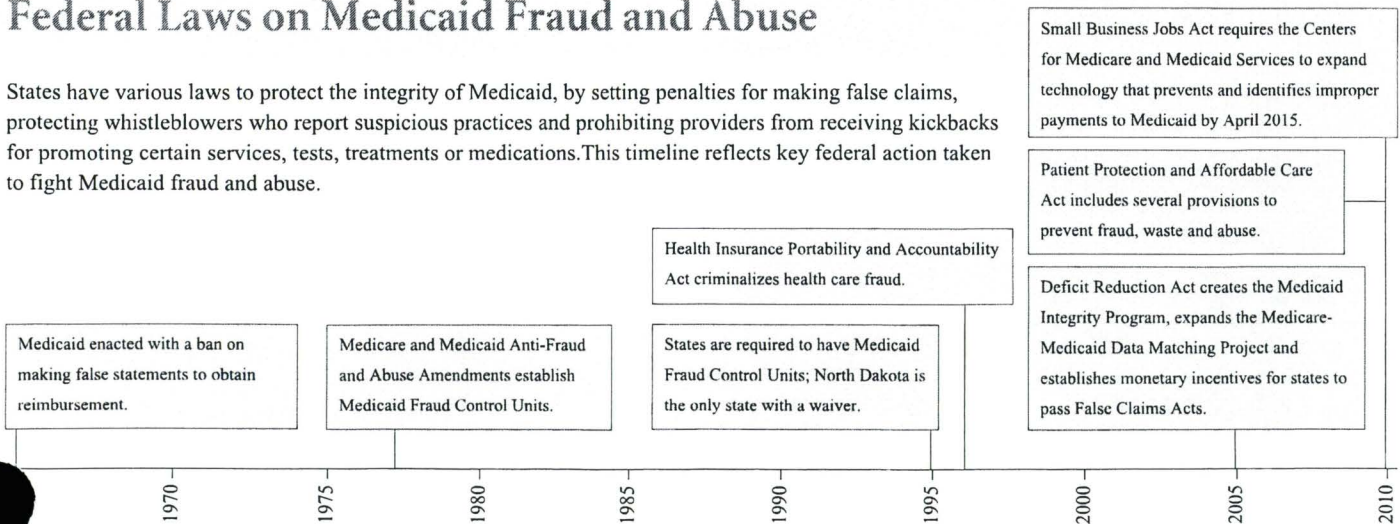 Federal Laws on Medicaid Fraud and Abuse
States have various laws to protect the integrity of Medicaid, by setting penalties for making false claims,
protecting whistleblowers who report suspicious practices and prohibiting providers from receiving kickbacks
for promoting certain services, tests, treatments or medications.This timeline reflects key federal action taken
to fight Medicaid fraud and abuse.
Small Business Jobs Act requires the Centers
for Medicare and Medicaid Services to expand
technology that prevents and identifies improper
payments to Medicaid by April 2015.
Patient Protection and Affordable Care
Act includes several provisions to
prevent fraud, waste and abuse.
Health Insurance Portability and Accountability
Act criminalizes health care fraud.
Deficit Reduction Act creates the Medicaid
Integrity Program, expands the Medicare-
Medicaid Data Matching Project and
establishes monetary incentives for states to
pass False Claims Acts.
Medicaid enacted with a ban on
making false statements to obtain
reimbursement.
Medicare and Medicaid Anti-Fraud
and Abuse Amendments establish
Medicaid Fraud Control Units.
States are required to have Medicaid
Fraud Control Units; North Dakota is
the only state with a waiver.
1970
1975
1980
1985
1990
1995
2000
2005
2010